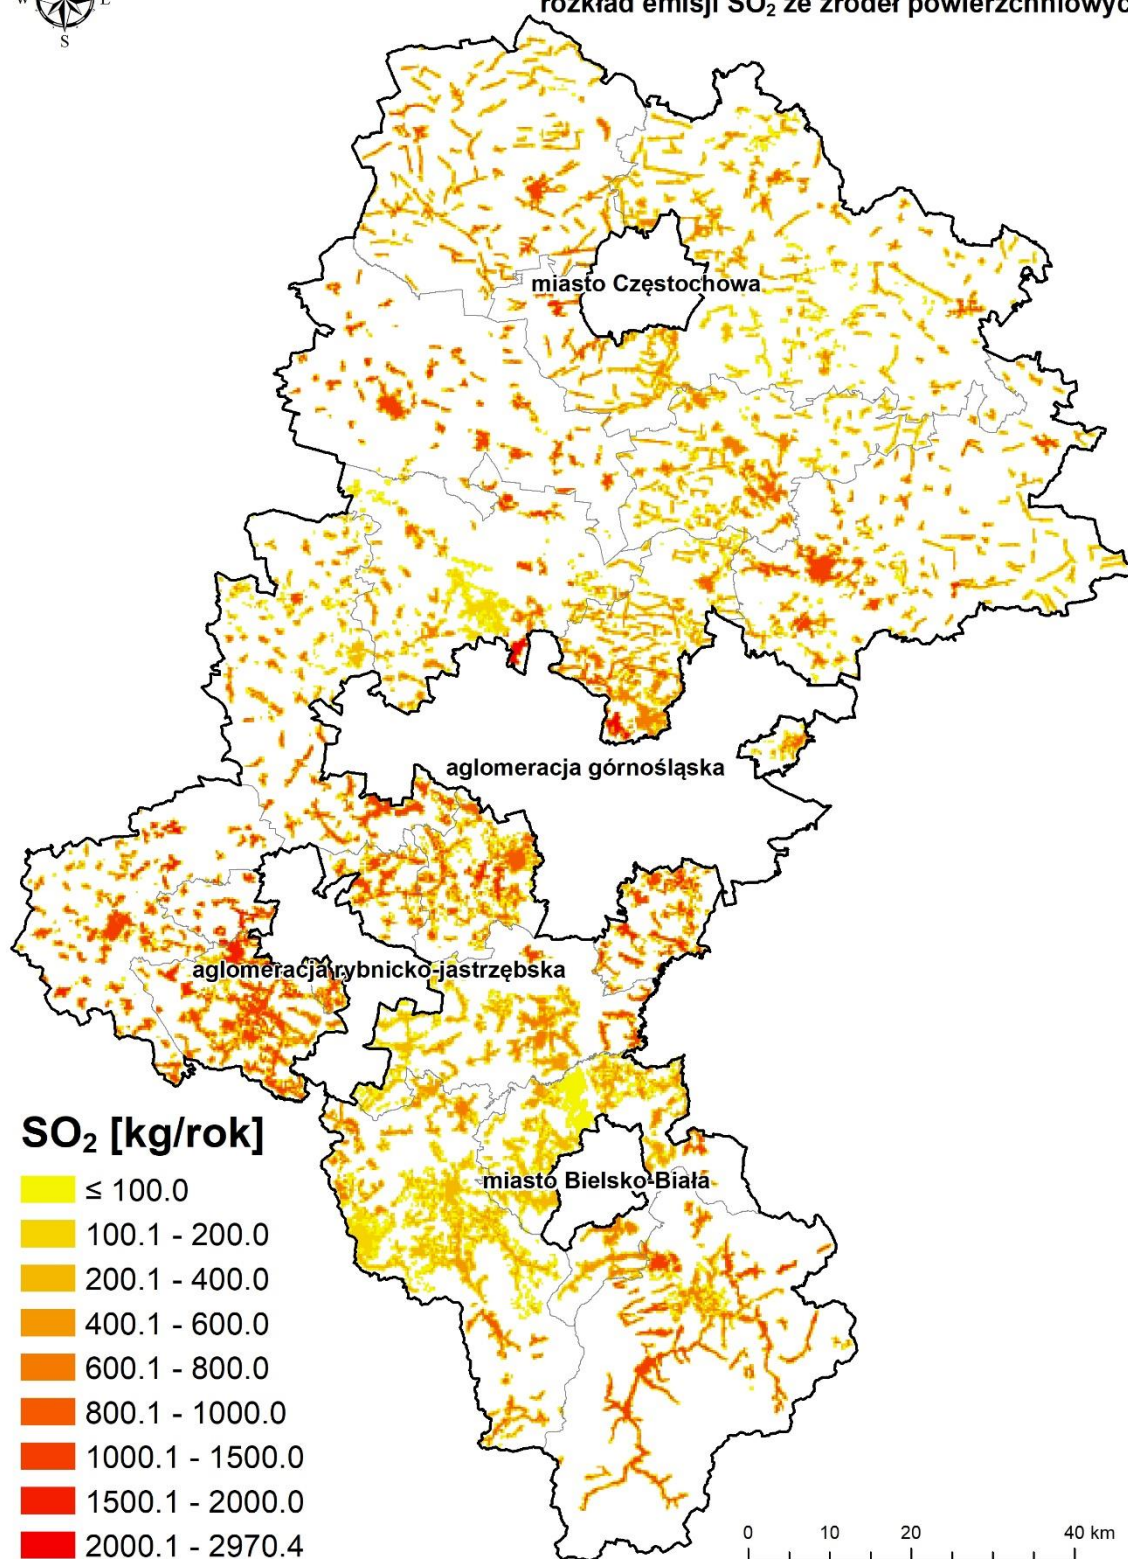 rozkład emisji SO₂ ze źródeł powierzchniowyc
W E
S
miasto Częstochowa
aglomeracja górnośląska
aglomeracja rybnicko-jastrzębska
miasto Bielsko-Biała
SO₂ [kg/rok]
≤ 100.0
100.1 - 200.0
200.1 - 400.0
400.1 - 600.0
600.1 - 800.0
800.1 - 1000.0
1000.1 - 1500.0
1500.1 - 2000.0
2000.1 - 2970.4
0 10 20 40 km